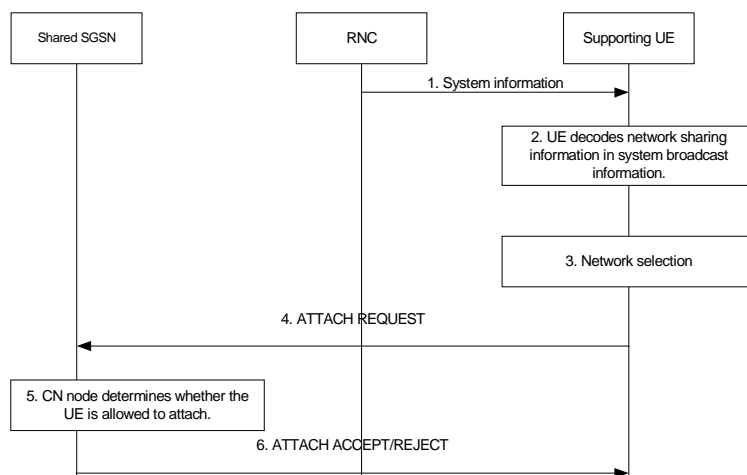 Shared SGSN
RNC
Supporting UE
1. System information
2. UE decodes network sharing
information in system broadcast
information.
3. Network selection
4. ATTACH REQUEST
5. CN node determines whether the
UE is allowed to attach.
6. ATTACH ACCEPT/REJECT